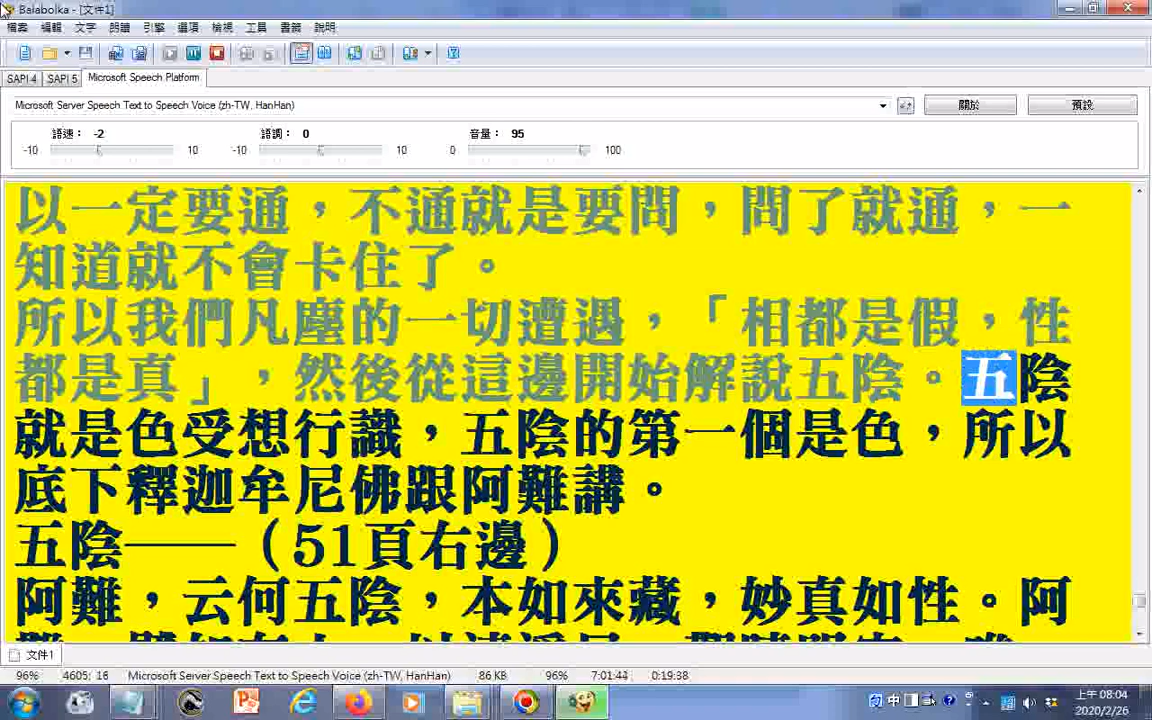 Balabolka - [文件1]
檔案 編輯 文字 朗讀 引擎 選項 檢視 工具 書籤 說明
SAPI 4 SAPI 5 Microsoft Speech Platform
Microsoft Server Speech Text to Speech Voice (zh-TW, HanHan) 關於 預設
語速： -2 語調： 0 音量： 95
-10 10 -10 10 0 100
以一定要通，不通就是要問，問了就通，一
知道就不會卡住了。
所以我們凡塵的一切遭遇，「相都是假，性
都是真」，然後從這邊開始解說五陰。五陰
就是色受想行識，五陰的第一個是色，所以
底下釋迦牟尼佛跟阿難講。
五陰——（51頁右邊）
阿難，云何五陰，本如來藏，妙真如性。阿
文件1
96% 4605: 16 Microsoft Server Speech Text to Speech Voice (zh-TW, HanHan) 86 KB 96% 7:01:44 0:19:38
中 上午 08:04
2020/2/26